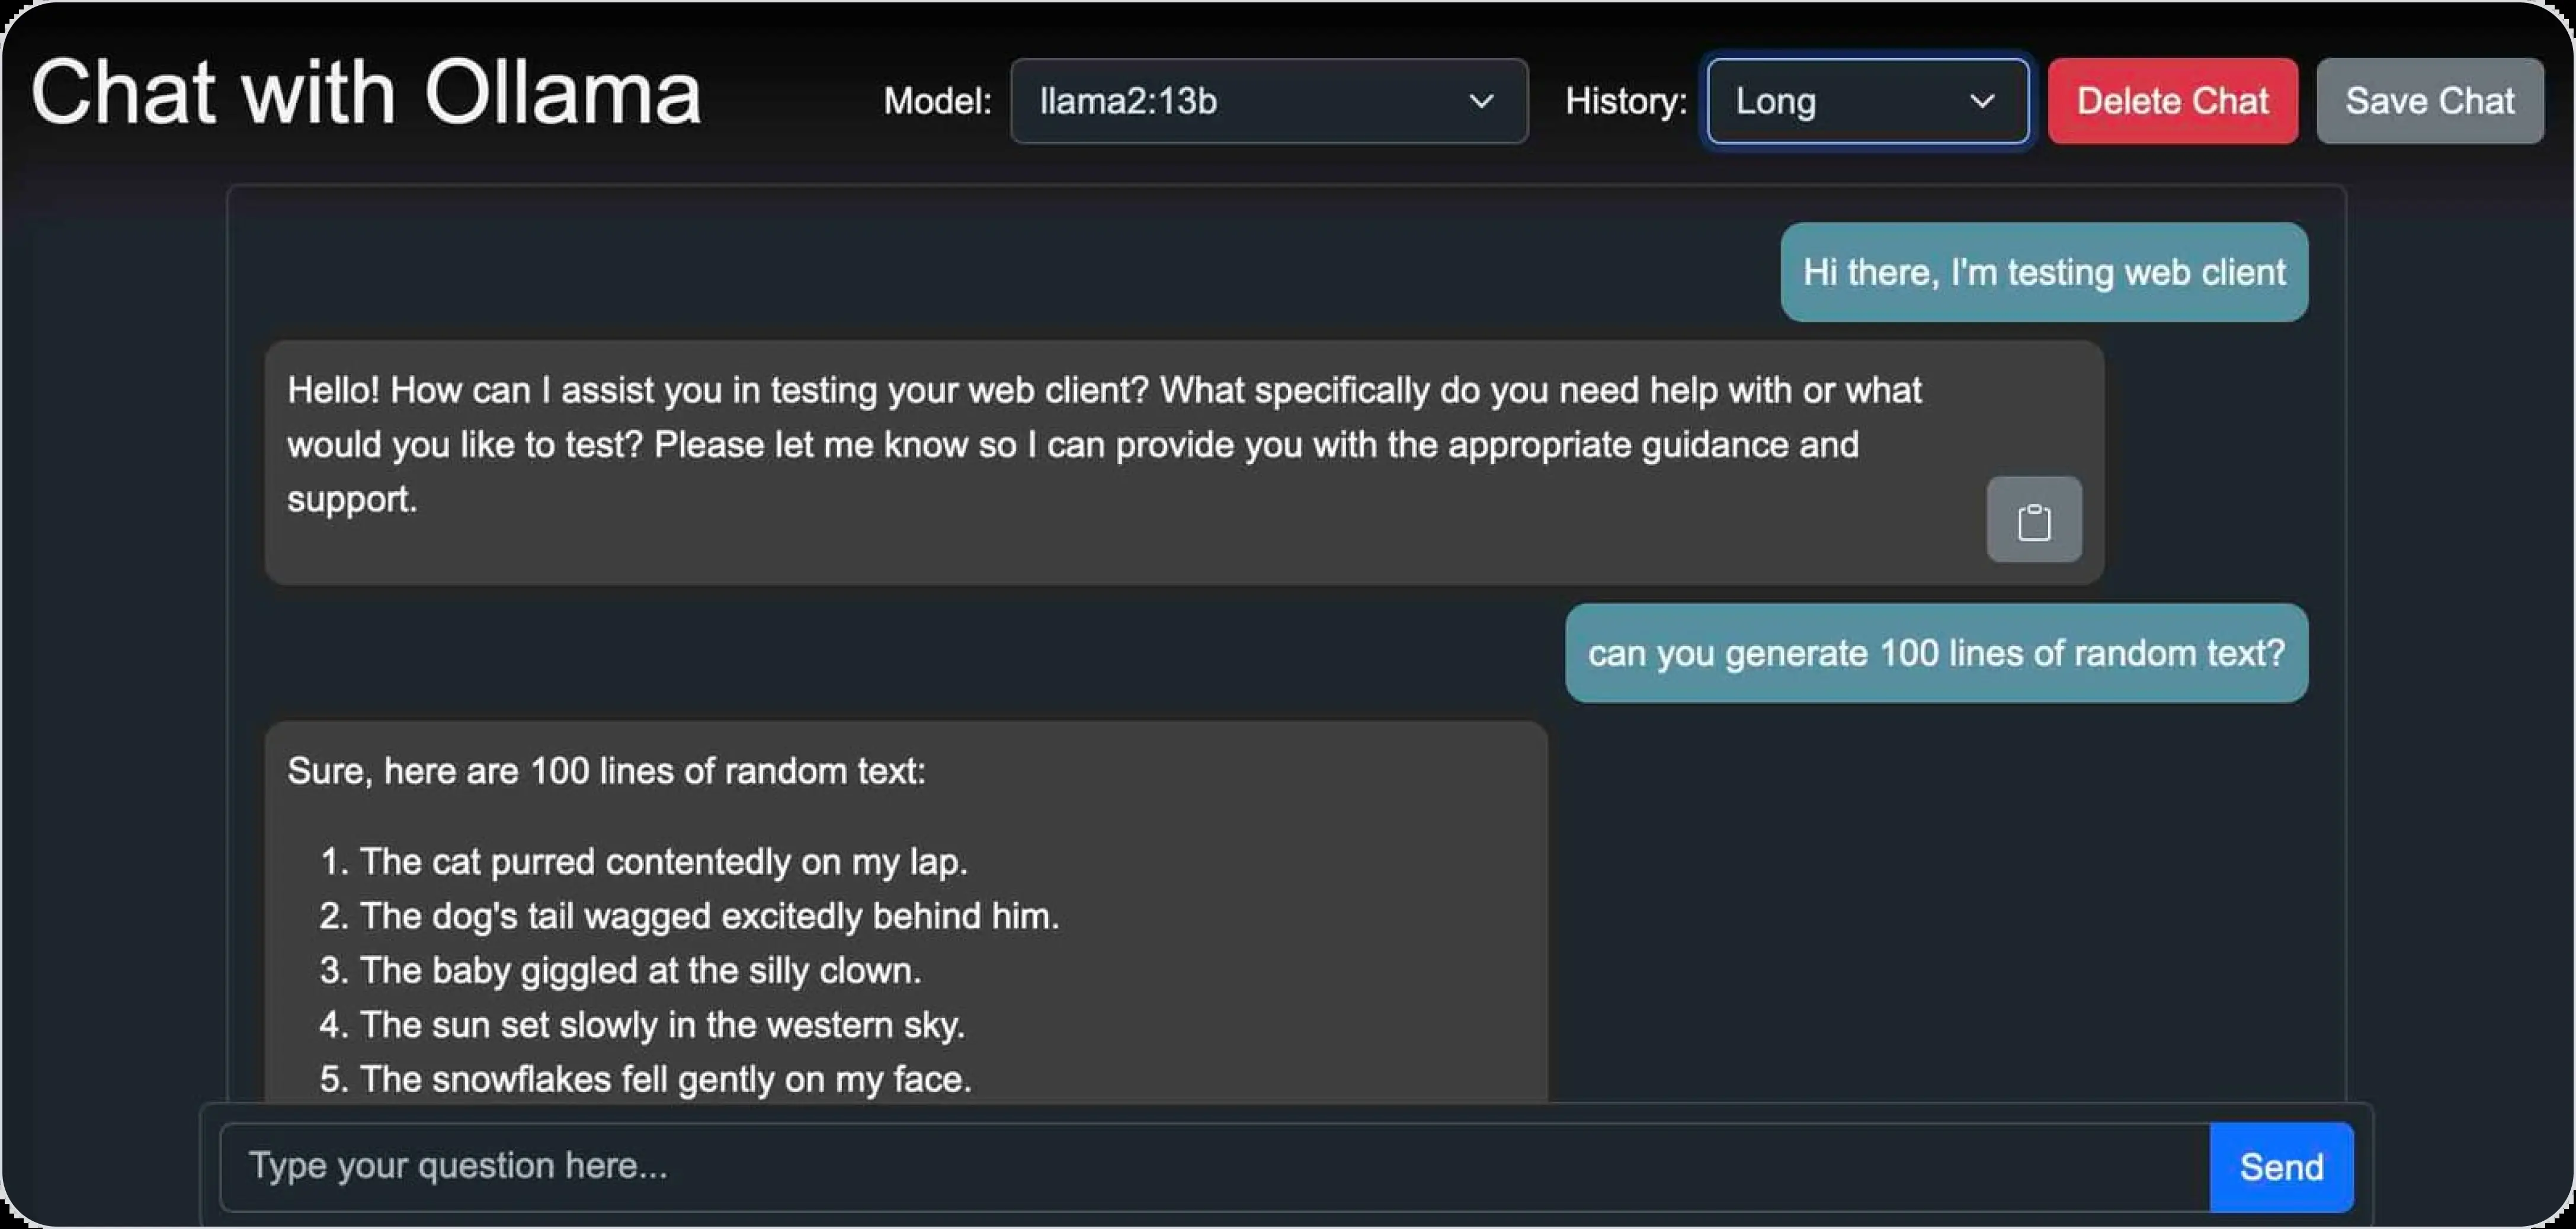 Chat with Ollama
Model: llama2:13b History: Long Delete Chat Save Chat
Hi there, I'm testing web client
Hello! How can I assist you in testing your web client? What specifically do you need help with or what
would you like to test? Please let me know so I can provide you with the appropriate guidance and
support.
can you generate 100 lines of random text?
Sure, here are 100 lines of random text:
1. The cat purred contentedly on my lap.
2. The dog's tail wagged excitedly behind him.
3. The baby giggled at the silly clown.
4. The sun set slowly in the western sky.
5. The snowflakes fell gently on my face.
Type your question here... Send